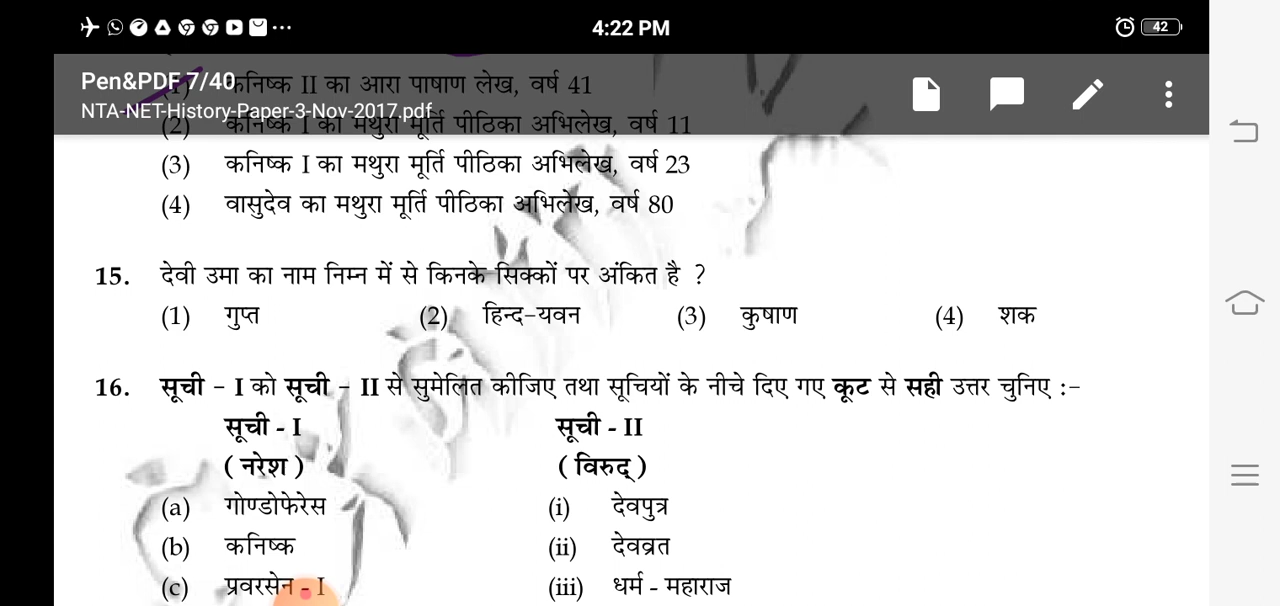 4:22 PM
42
Pen&PDF 7/40
NTA-NET-History-Paper-3-Nov-2017.pdf
(1) कनिष्क II का आरा पाषाण लेख, वर्ष 41
(2) कनिष्क I का मथुरा मूर्ति पीठिका अभिलेख, वर्ष 11
(3) कनिष्क I का मथुरा मूर्ति पीठिका अभिलेख, वर्ष 23
(4) वासुदेव का मथुरा मूर्ति पीठिका अभिलेख, वर्ष 80
15. देवी उमा का नाम निम्न में से किनके सिक्कों पर अंकित है ?
(1) गुप्त (2) हिन्द-यवन (3) कुषाण (4) शक
16. सूची - I को सूची - II से सुमेलित कीजिए तथा सूचियों के नीचे दिए गए कूट से सही उत्तर चुनिए :-
सूची - I सूची - II
( नरेश ) ( विरुद् )
(a) गोण्डोफेरेस (i) देवपुत्र
(b) कनिष्क (ii) देवव्रत
(c) प्रवरसेन - I (iii) धर्म - महाराज